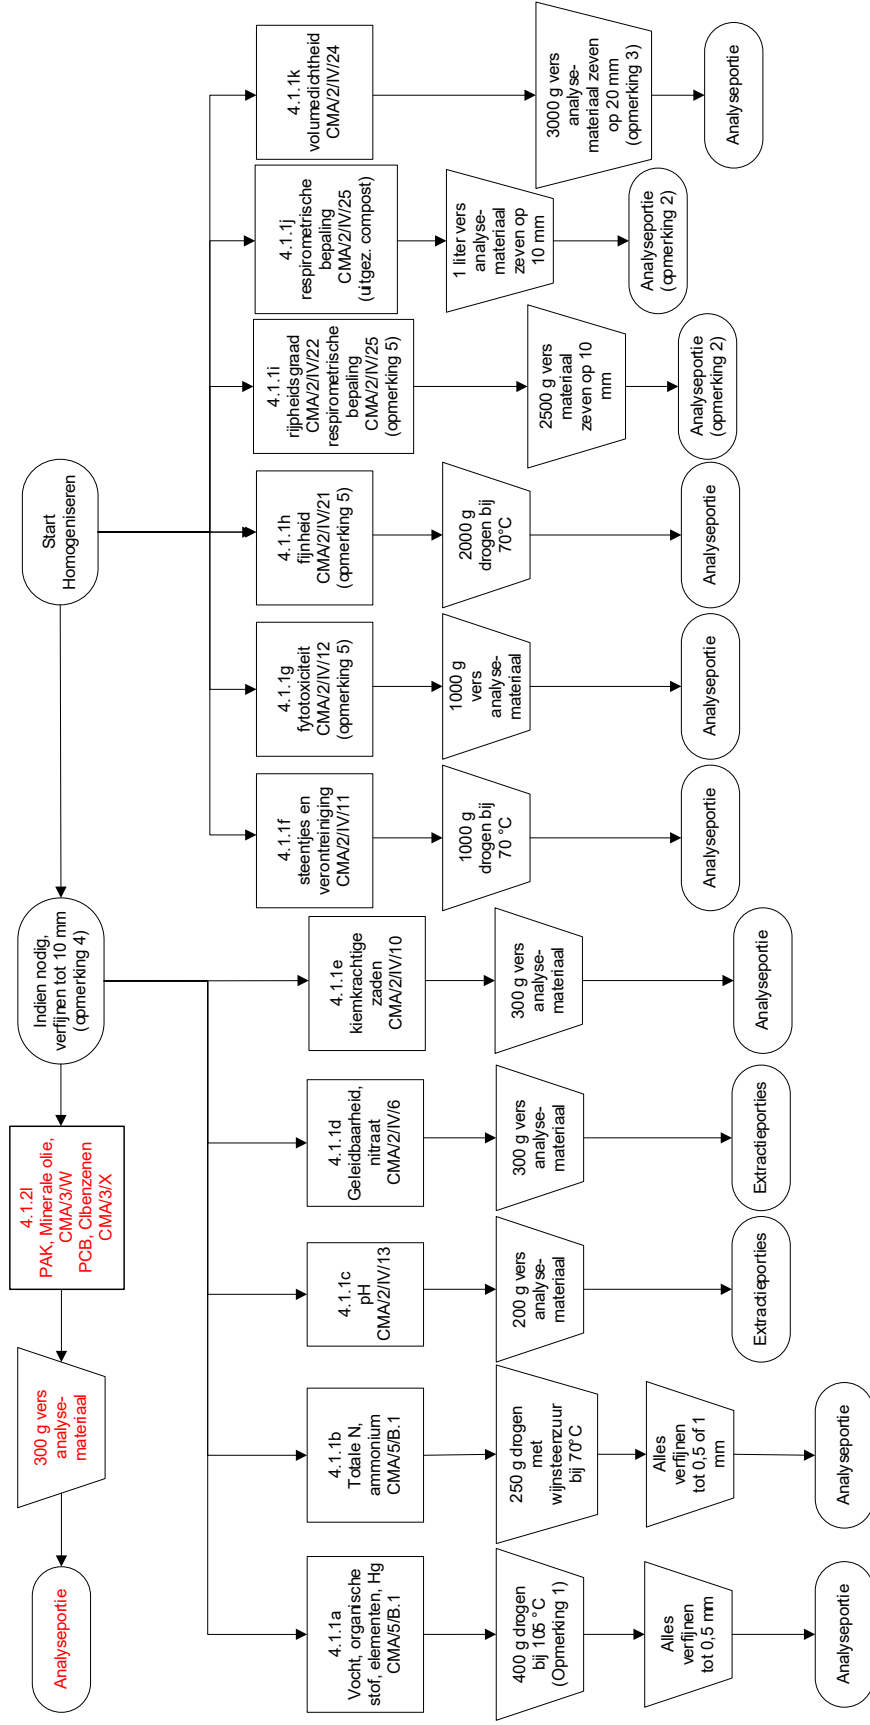 Start
Homogeniseren
Indien nodig,
verfijnen tot 10 mm
(opmerking 4)
4.1.2l
PAK, Minerale olie,
CMA/3/W
PCB, Clbenzenen
CMA/3/X
300 g vers
analyse-
materiaal
Analyseportie
4.1.1a
Vocht, organische
stof, elementen, Hg
CMA/5/B.1
400 g drogen
bij 105 °C
(Opmerking 1)
Alles
verfijnen
tot 0,5 mm
Analyseportie
4.1.1b
Totale N,
ammonium
CMA/5/B.1
250 g drogen
met
wijnsteenzuur
bij 70°C
Alles
verfijnen
tot 0,5 of 1
mm
Analyseportie
4.1.1c
pH
CMA/2/IV/13
200 g vers
analyse-
materiaal
Extractieporties
4.1.1d
Geleidbaarheid,
nitraat
CMA/2/IV/6
300 g vers
analyse-
materiaal
Extractieporties
4.1.1e
kiemkrachtige
zaden
CMA/2/IV/10
300 g vers
analyse-
materiaal
Analyseportie
4.1.1f
steentjes en
verontreiniging
CMA/2/IV/11
1000 g
drogen bij
70 °C
Analyseportie
4.1.1g
fytotoxiciteit
CMA/2/IV/12
(opmerking 5)
1000 g
vers
analyse-
materiaal
Analyseportie
4.1.1h
fijnheid
CMA/2/IV/21
(opmerking 5)
2000 g
drogen bij
70°C
Analyseportie
4.1.1i
rijpheidsgraad
CMA/2/IV/22
respirometrische
bepaling
CMA/2/IV/25
(opmerking 5)
2500 g vers
materiaal
zeven op 10
mm
Analyseportie
(opmerking 2)
4.1.1j
respirometrische
bepaling
CMA/2/IV/25
(uitgez. compost)
1 liter vers
analyse-
materiaal
zeven op
10 mm
Analyseportie
(opmerking 2)
4.1.1k
volumedichtheid
CMA/2/IV/24
3000 g vers
analyse-
materiaal zeven
op 20 mm
(opmerking 3)
Analyseportie